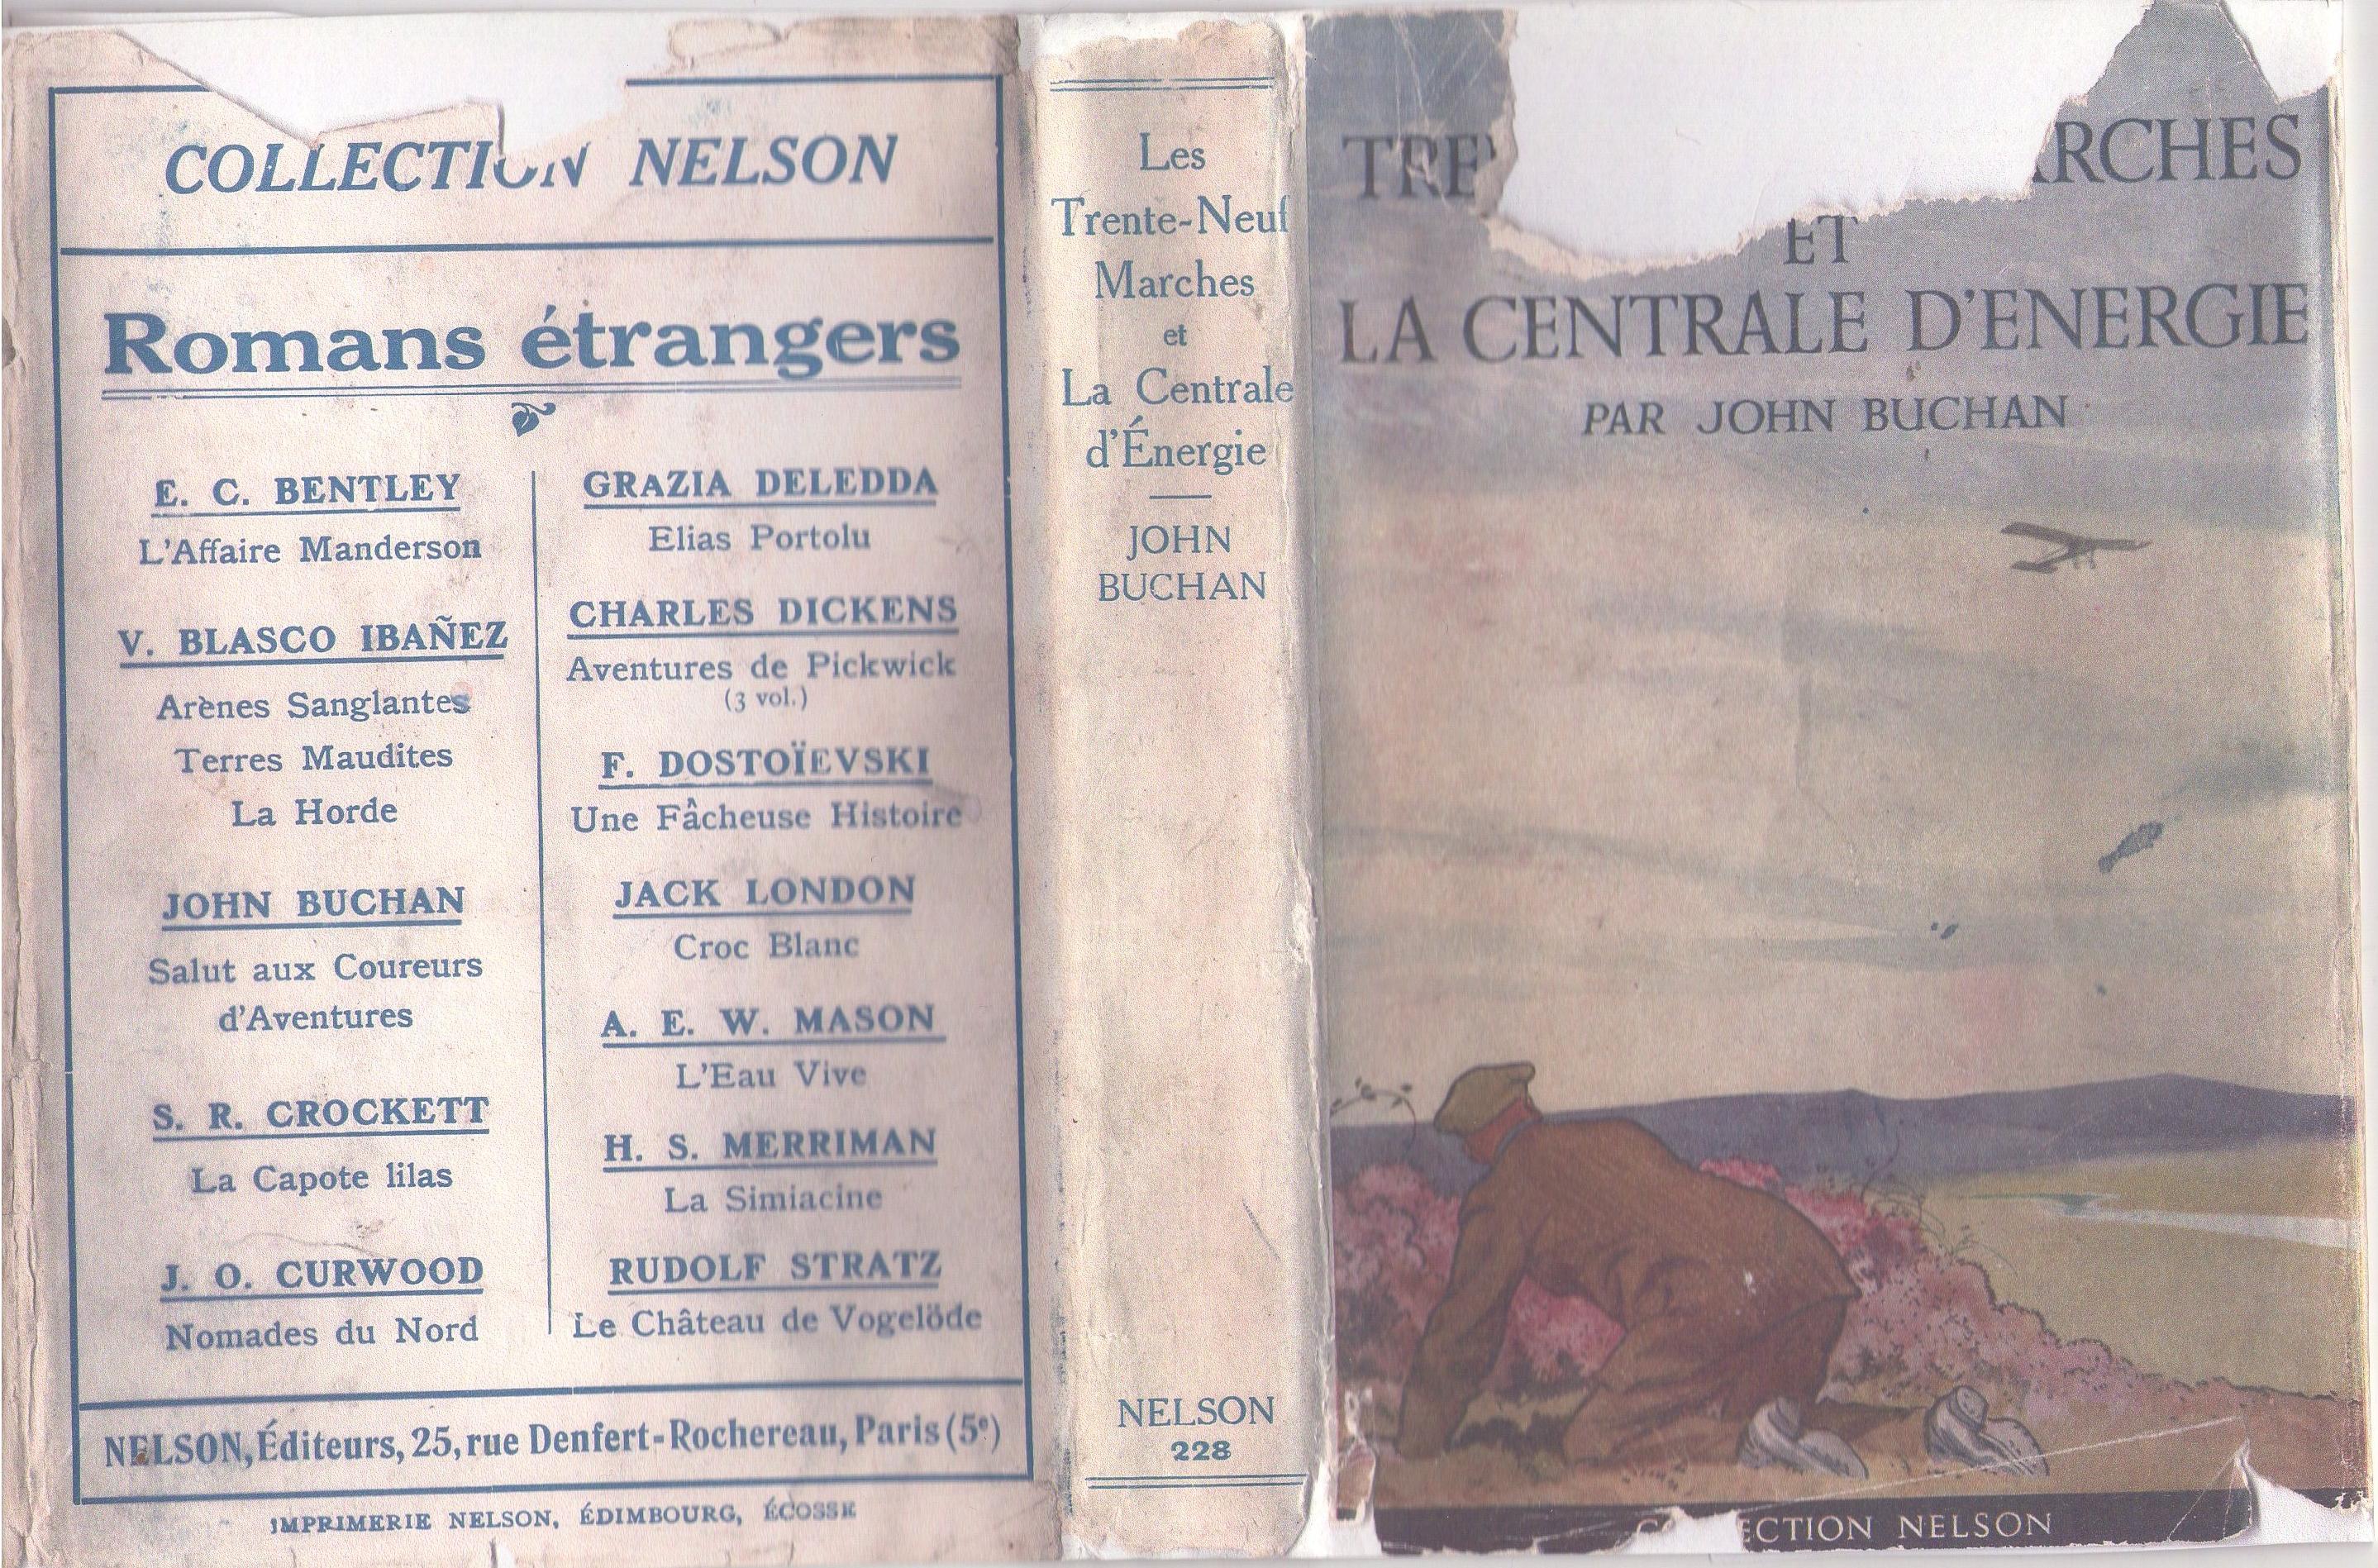 COLLECTION NELSON
Romans étrangers
E. C. BENTLEY
L'Affaire Manderson
V. BLASCO IBAÑEZ
Arènes Sanglantes
Terres Maudites
La Horde
JOHN BUCHAN
Salut aux Coureurs
d'Aventures
S. R. CROCKETT
La Capote lilas
J. O. CURWOOD
Nomades du Nord
GRAZIA DELEDDA
Elias Portolu
CHARLES DICKENS
Aventures de Pickwick
(3 vol.)
F. DOSTOÏEVSKI
Une Fâcheuse Histoire
JACK LONDON
Croc Blanc
A. E. W. MASON
L'Eau Vive
H. S. MERRIMAN
La Simiacine
RUDOLF STRATZ
Le Château de Vogelöde
NELSON, Éditeurs, 25, rue Denfert-Rochereau, Paris (5e)
IMPRIMERIE NELSON, ÉDIMBOURG, ÉCOSSE
Les
Trente-Neuf
Marches
et
La Centrale
d'Énergie
JOHN
BUCHAN
NELSON
228
TRE ARCHES
ET
LA CENTRALE D'ENERGIE
PAR JOHN BUCHAN
C ECTION NELSON